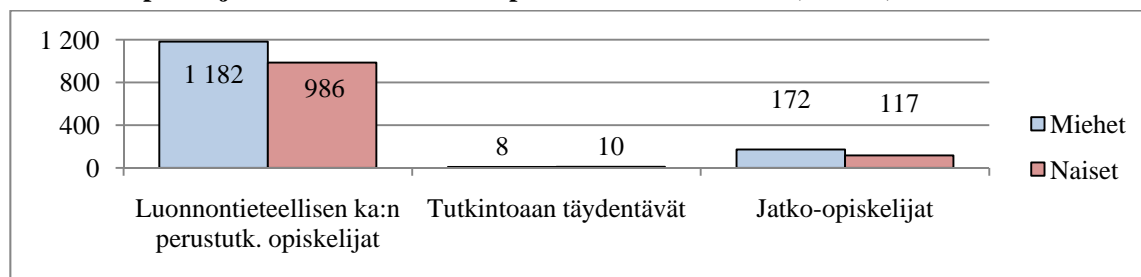 1 200
800
400
0
1 182
986
8
10
172
117
Miehet
Naiset
Luonnontieteellisen ka:n
perustutk. opiskelijat
Tutkintoaan täydentävät
Jatko-opiskelijat